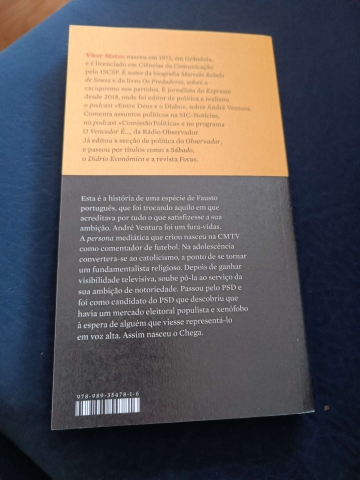 Vítor Matos nasceu em 1973, em Grândola,
e é licenciado em Ciências da Comunicação
pelo ISCSP. É autor da biografia Marcelo Rebelo
de Sousa e do livro Os Predadores, sobre o
caciquismo nos partidos. É jornalista do Expresso
desde 2018, onde foi editor de política e realizou
o podcast «Entre Deus e o Diabo», sobre André Ventura.
Comenta assuntos políticos na SIC-Notícias,
no podcast «Comissão Política» e no programa
O Vencedor É..., da Rádio Observador.
Já editou a secção de política do Observador
e passou por títulos como a Sábado,
o Diário Económico e a revista Focus.
Esta é a história de uma espécie de Fausto
português, que foi trocando aquilo em que
acreditava por tudo o que satisfizesse a sua
ambição. André Ventura foi um fura-vidas.
A persona mediática que criou nasceu na CMTV
como comentador de futebol. Na adolescência
convertera-se ao catolicismo, a ponto de se tornar
um fundamentalista religioso. Depois de ganhar
visibilidade televisiva, soube pô-la ao serviço da
sua ambição de notoriedade. Passou pelo PSD e
foi como candidato do PSD que descobriu que
havia um mercado eleitoral populista e xenófobo
à espera de alguém que viesse representá-lo
em voz alta. Assim nasceu o Chega.
978-989-35478-1-6